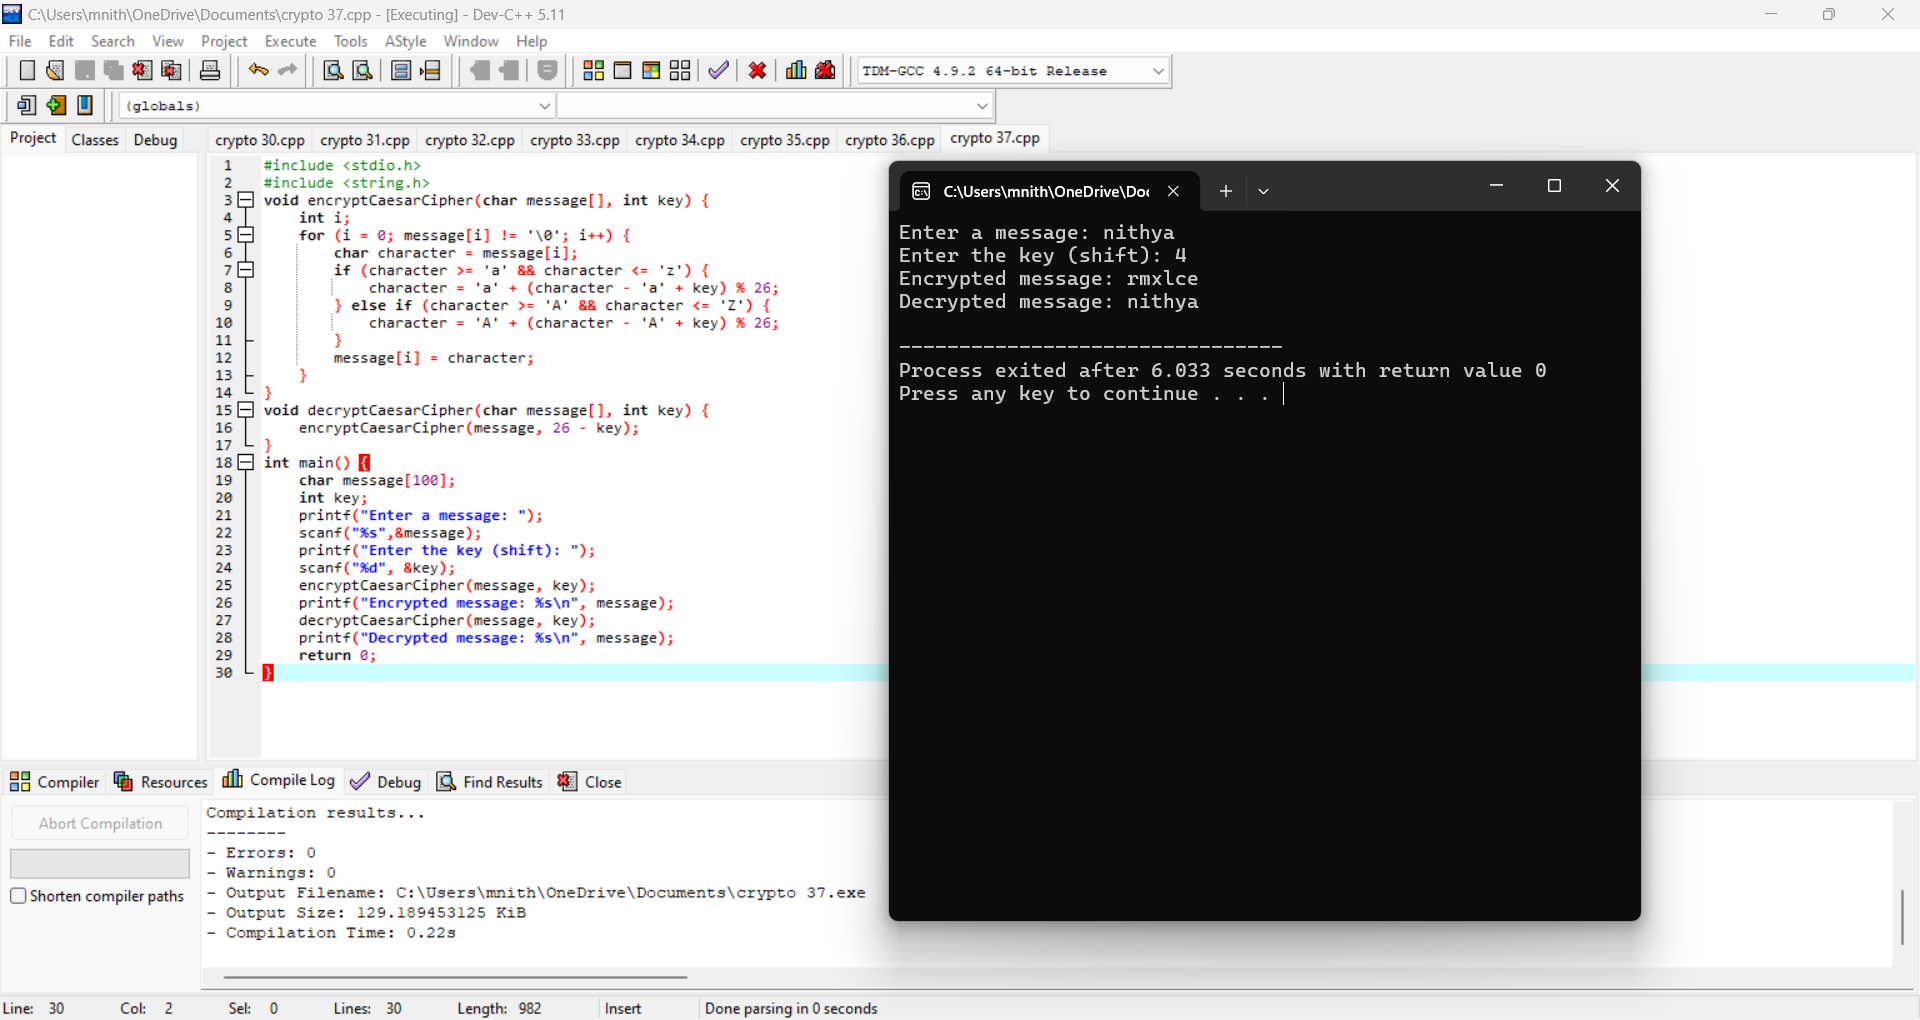 C:\Users\mnith\OneDrive\Documents\crypto 37.cpp - [Executing] - Dev-C++ 5.11
File Edit Search View Project Execute Tools AStyle Window Help
TDM-GCC 4.9.2 64-bit Release
(globals)
Project Classes Debug
crypto 30.cpp crypto 31.cpp crypto 32.cpp crypto 33.cpp crypto 34.cpp crypto 35.cpp crypto 36.cpp crypto 37.cpp
1 #include <stdio.h>
2 #include <string.h>
3 void encryptCaesarCipher(char message[], int key) {
4 int i;
5 for (i = 0; message[i] != '\0'; i++) {
6 char character = message[i];
7 if (character >= 'a' && character <= 'z') {
8 character = 'a' + (character - 'a' + key) % 26;
9 } else if (character >= 'A' && character <= 'Z') {
10 character = 'A' + (character - 'A' + key) % 26;
11 }
12 message[i] = character;
13 }
14 }
15 void decryptCaesarCipher(char message[], int key) {
16 encryptCaesarCipher(message, 26 - key);
17 }
18 int main() {
19 char message[100];
20 int key;
21 printf("Enter a message: ");
22 scanf("%s",&message);
23 printf("Enter the key (shift): ");
24 scanf("%d", &key);
25 encryptCaesarCipher(message, key);
26 printf("Encrypted message: %s\n", message);
27 decryptCaesarCipher(message, key);
28 printf("Decrypted message: %s\n", message);
29 return 0;
30 }
C:\Users\mnith\OneDrive\Doc
Enter a message: nithya
Enter the key (shift): 4
Encrypted message: rmxlce
Decrypted message: nithya
--------------------------------
Process exited after 6.033 seconds with return value 0
Press any key to continue . . .
Compiler Resources Compile Log Debug Find Results Close
Abort Compilation
Shorten compiler paths
Compilation results...
--------
- Errors: 0
- Warnings: 0
- Output Filename: C:\Users\mnith\OneDrive\Documents\crypto 37.exe
- Output Size: 129.189453125 KiB
- Compilation Time: 0.22s
Line: 30 Col: 2 Sel: 0 Lines: 30 Length: 982 Insert Done parsing in 0 seconds